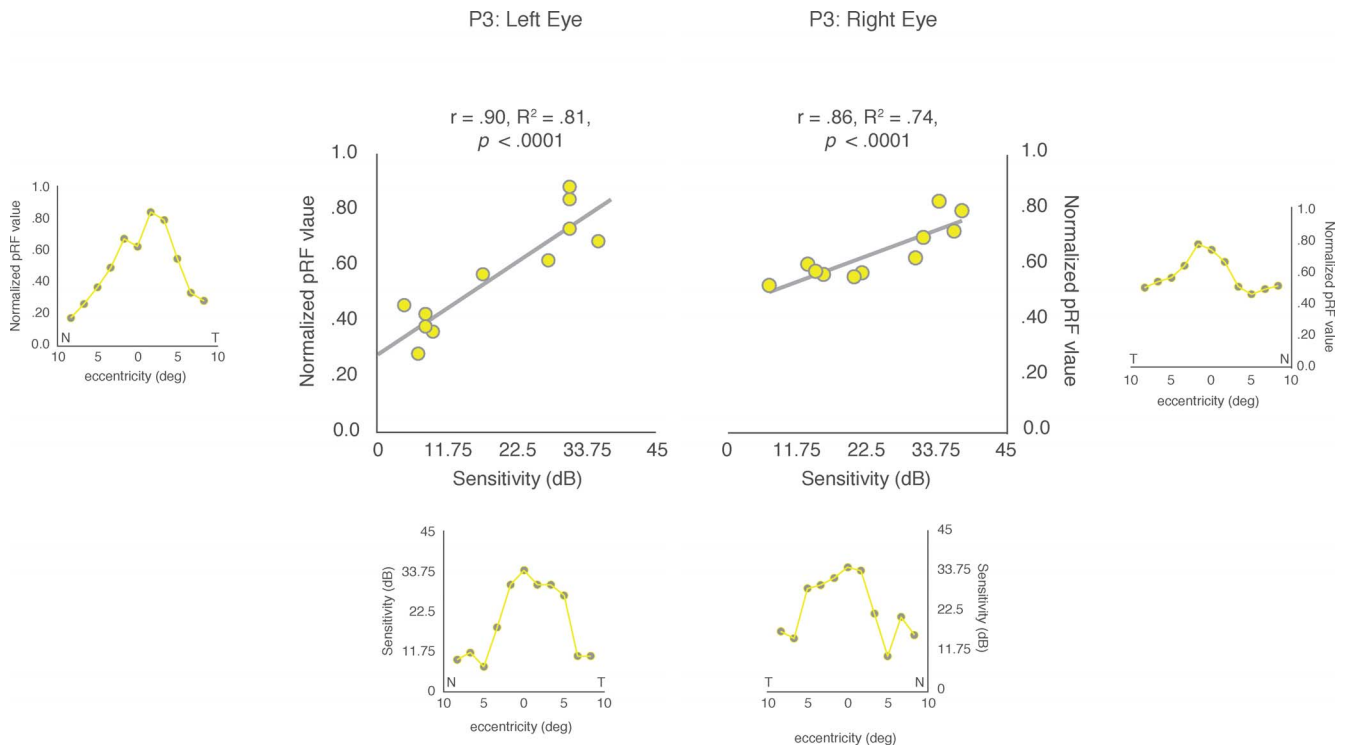 P3: Left Eye
P3: Right Eye
r = .90, R² = .81,
p < .0001
r = .86, R² = .74,
p < .0001
Normalized pRF value
1.0
.80
.60
.40
.20
0.0
N
T
10
5
0
5
10
eccentricity (deg)
Normalized pRF vlaue
1.0
.80
.60
.40
.20
0.0
0
11.75
22.5
33.75
45
Sensitivity (dB)
Normalized pRF vlaue
1.0
.80
.60
.40
.20
0.0
0
11.75
22.5
33.75
45
Sensitivity (dB)
Normalized pRF value
1.0
.80
.60
.40
.20
0.0
T
N
10
5
0
5
10
eccentricity (deg)
Sensitivity (dB)
45
33.75
22.5
11.75
0
N
T
10
5
0
5
10
eccentricity (deg)
Sensitivity (dB)
45
33.75
22.5
11.75
0
T
N
10
5
0
5
10
eccentricity (deg)